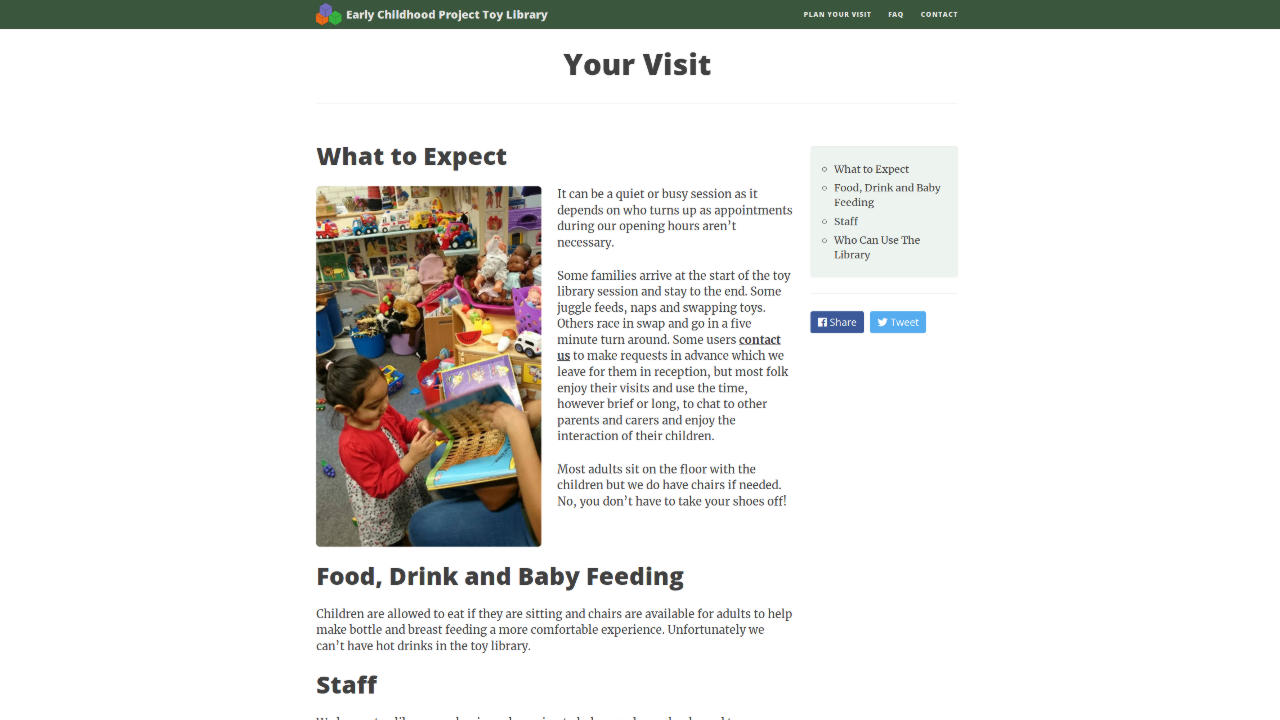 Early Childhood Project Toy Library
PLAN YOUR VISIT FAQ CONTACT
Your Visit
What to Expect
It can be a quiet or busy session as it
depends on who turns up as appointments
during our opening hours aren’t
necessary.
Some families arrive at the start of the toy
library session and stay to the end. Some
juggle feeds, naps and swapping toys.
Others race in swap and go in a five
minute turn around. Some users contact
us to make requests in advance which we
leave for them in reception, but most folk
enjoy their visits and use the time,
however brief or long, to chat to other
parents and carers and enjoy the
interaction of their children.
Most adults sit on the floor with the
children but we do have chairs if needed.
No, you don’t have to take your shoes off!
Food, Drink and Baby Feeding
Children are allowed to eat if they are sitting and chairs are available for adults to help
make bottle and breast feeding a more comfortable experience. Unfortunately we
can’t have hot drinks in the toy library.
Staff
What to Expect
Food, Drink and Baby
Feeding
Staff
Who Can Use The
Library
Share Tweet